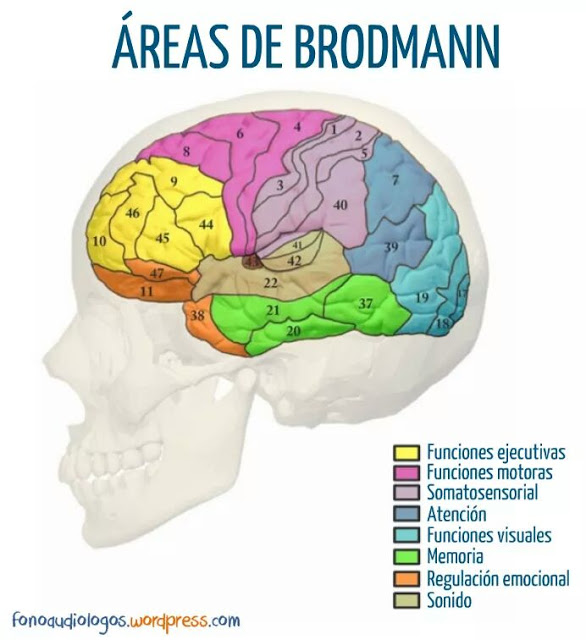 ÁREAS DE BRODMANN
6
4
1
2
8
5
9
3
7
46
40
10
45
44
41
39
43
42
47
22
11
37
19
17
38
21
20
18
Funciones ejecutivas
Funciones motoras
Somatosensorial
Atención
Funciones visuales
Memoria
Regulación emocional
Sonido
fonoaudiologos.wordpress.com